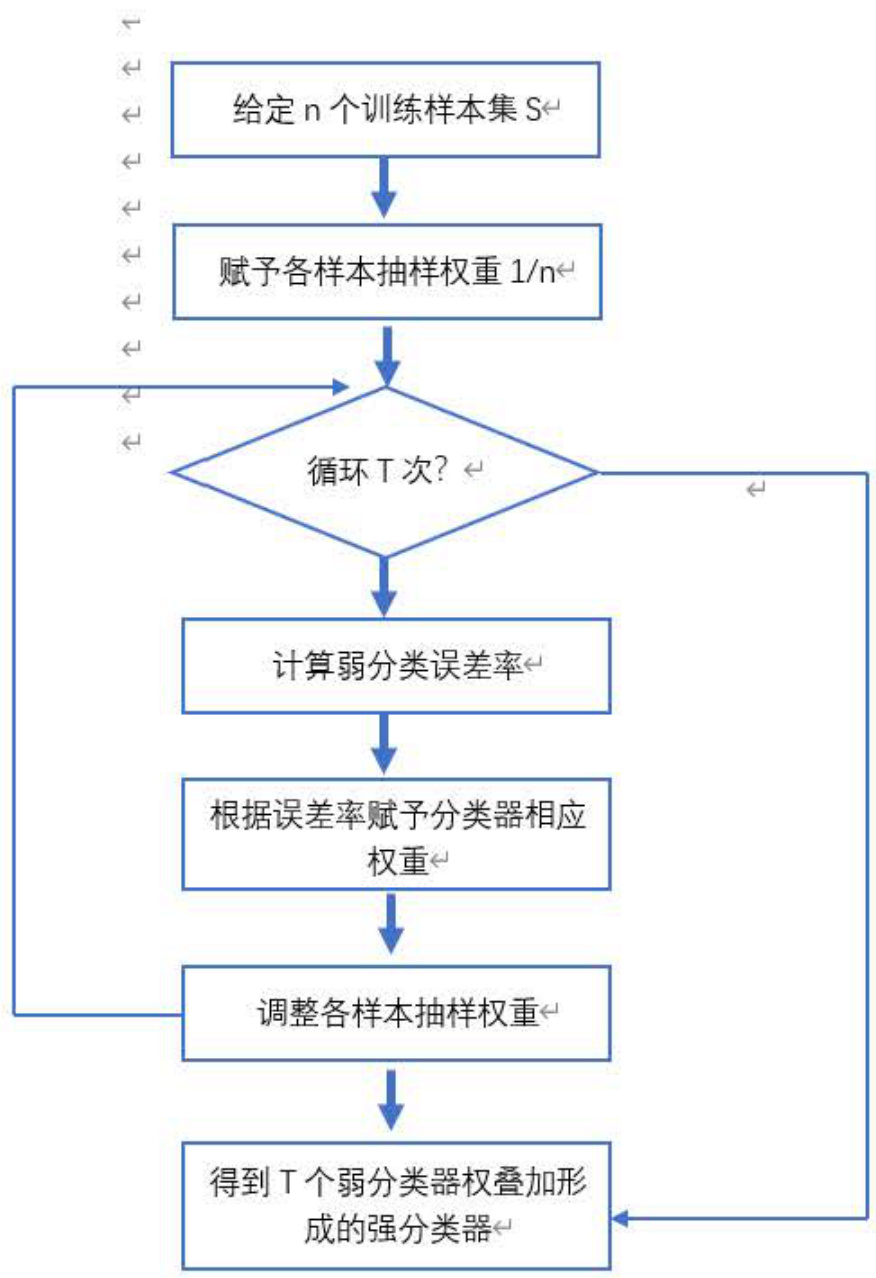 给定 n 个训练样本集 S
赋予各样本抽样权重 1/n
循环 T 次?
计算弱分类误差率
根据误差率赋予分类器相应
权重
调整各样本抽样权重
得到 T 个弱分类器权叠加形
成的强分类器